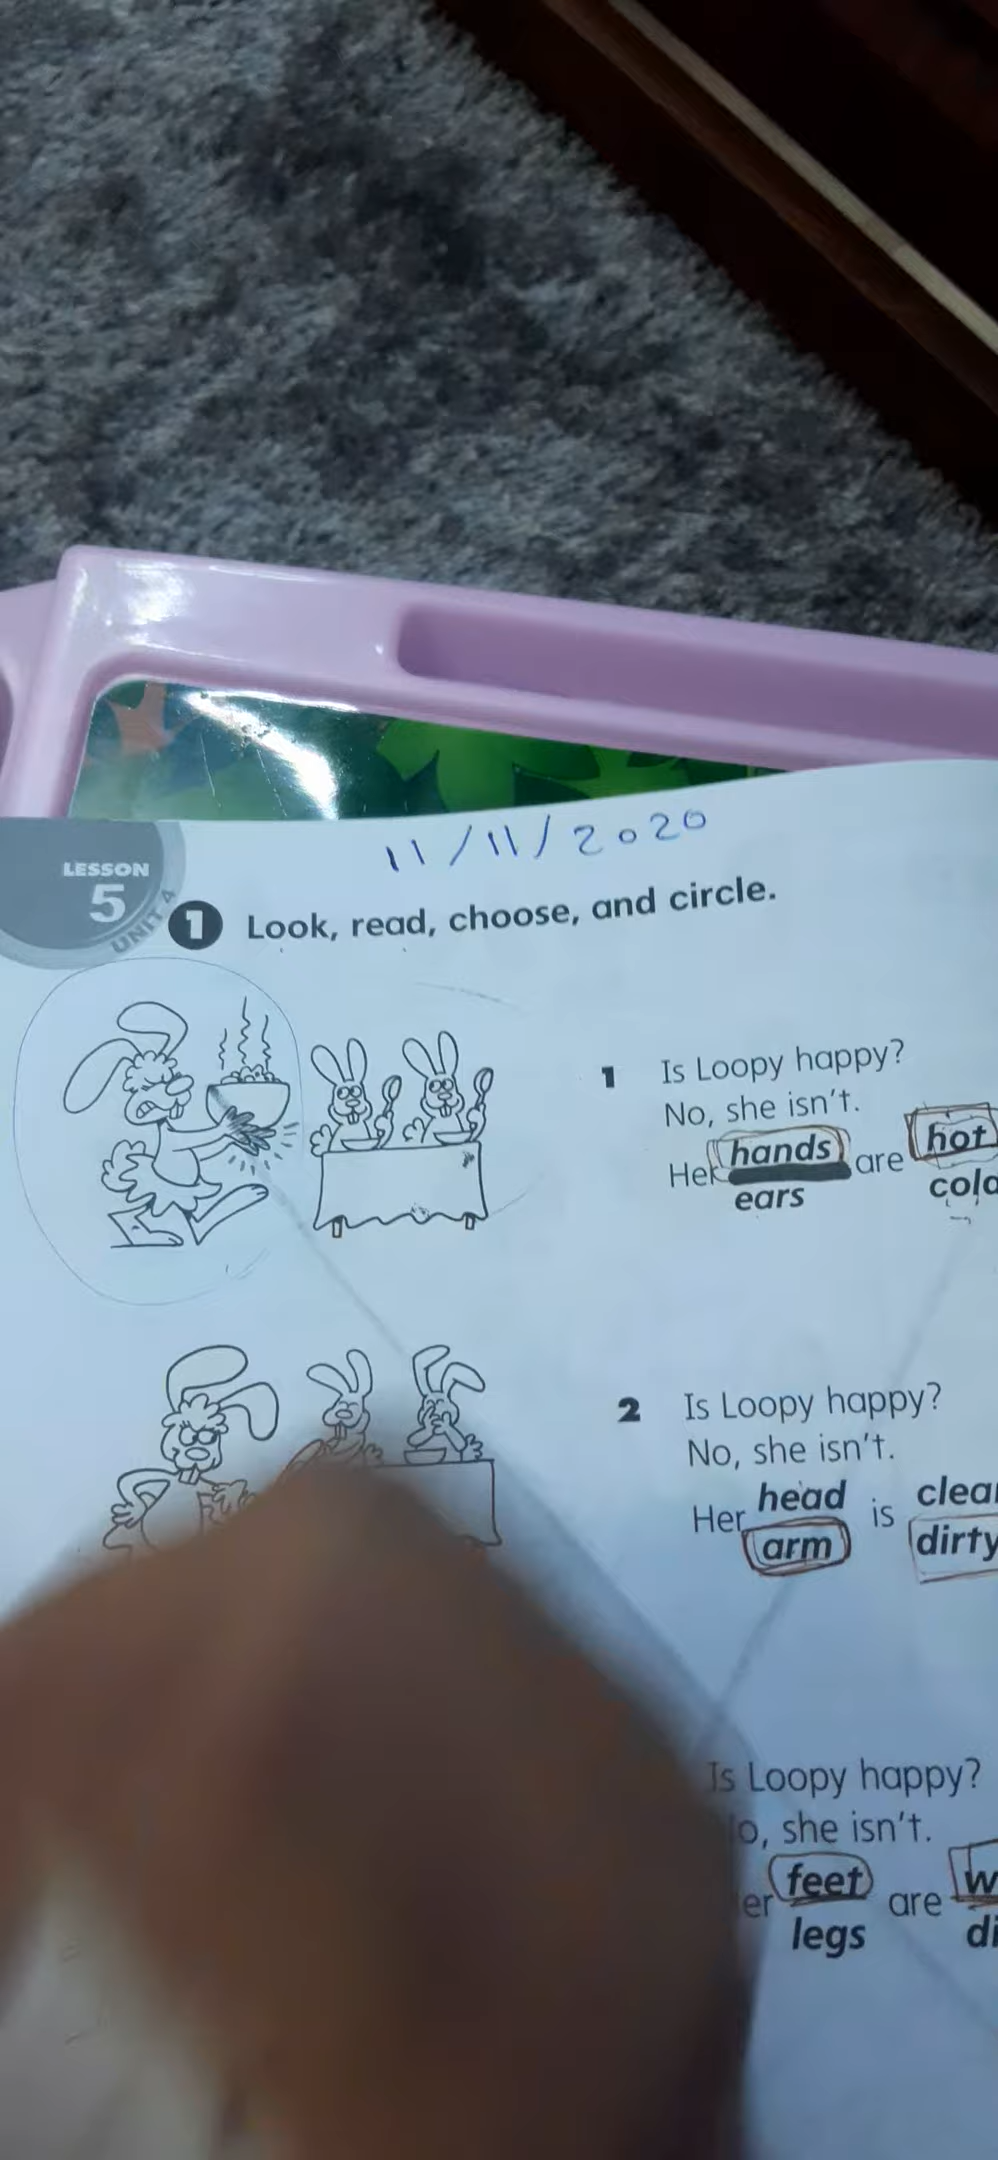 11/11/2020
LESSON
5
UNIT 4
1 Look, read, choose, and circle.
1 Is Loopy happy?
No, she isn't.
hands hot
Her are
ears
2 Is Loopy happy?
No, she isn't.
head
Her is
arm dirty
Is Loopy happy?
she isn't.
feet
are
legs